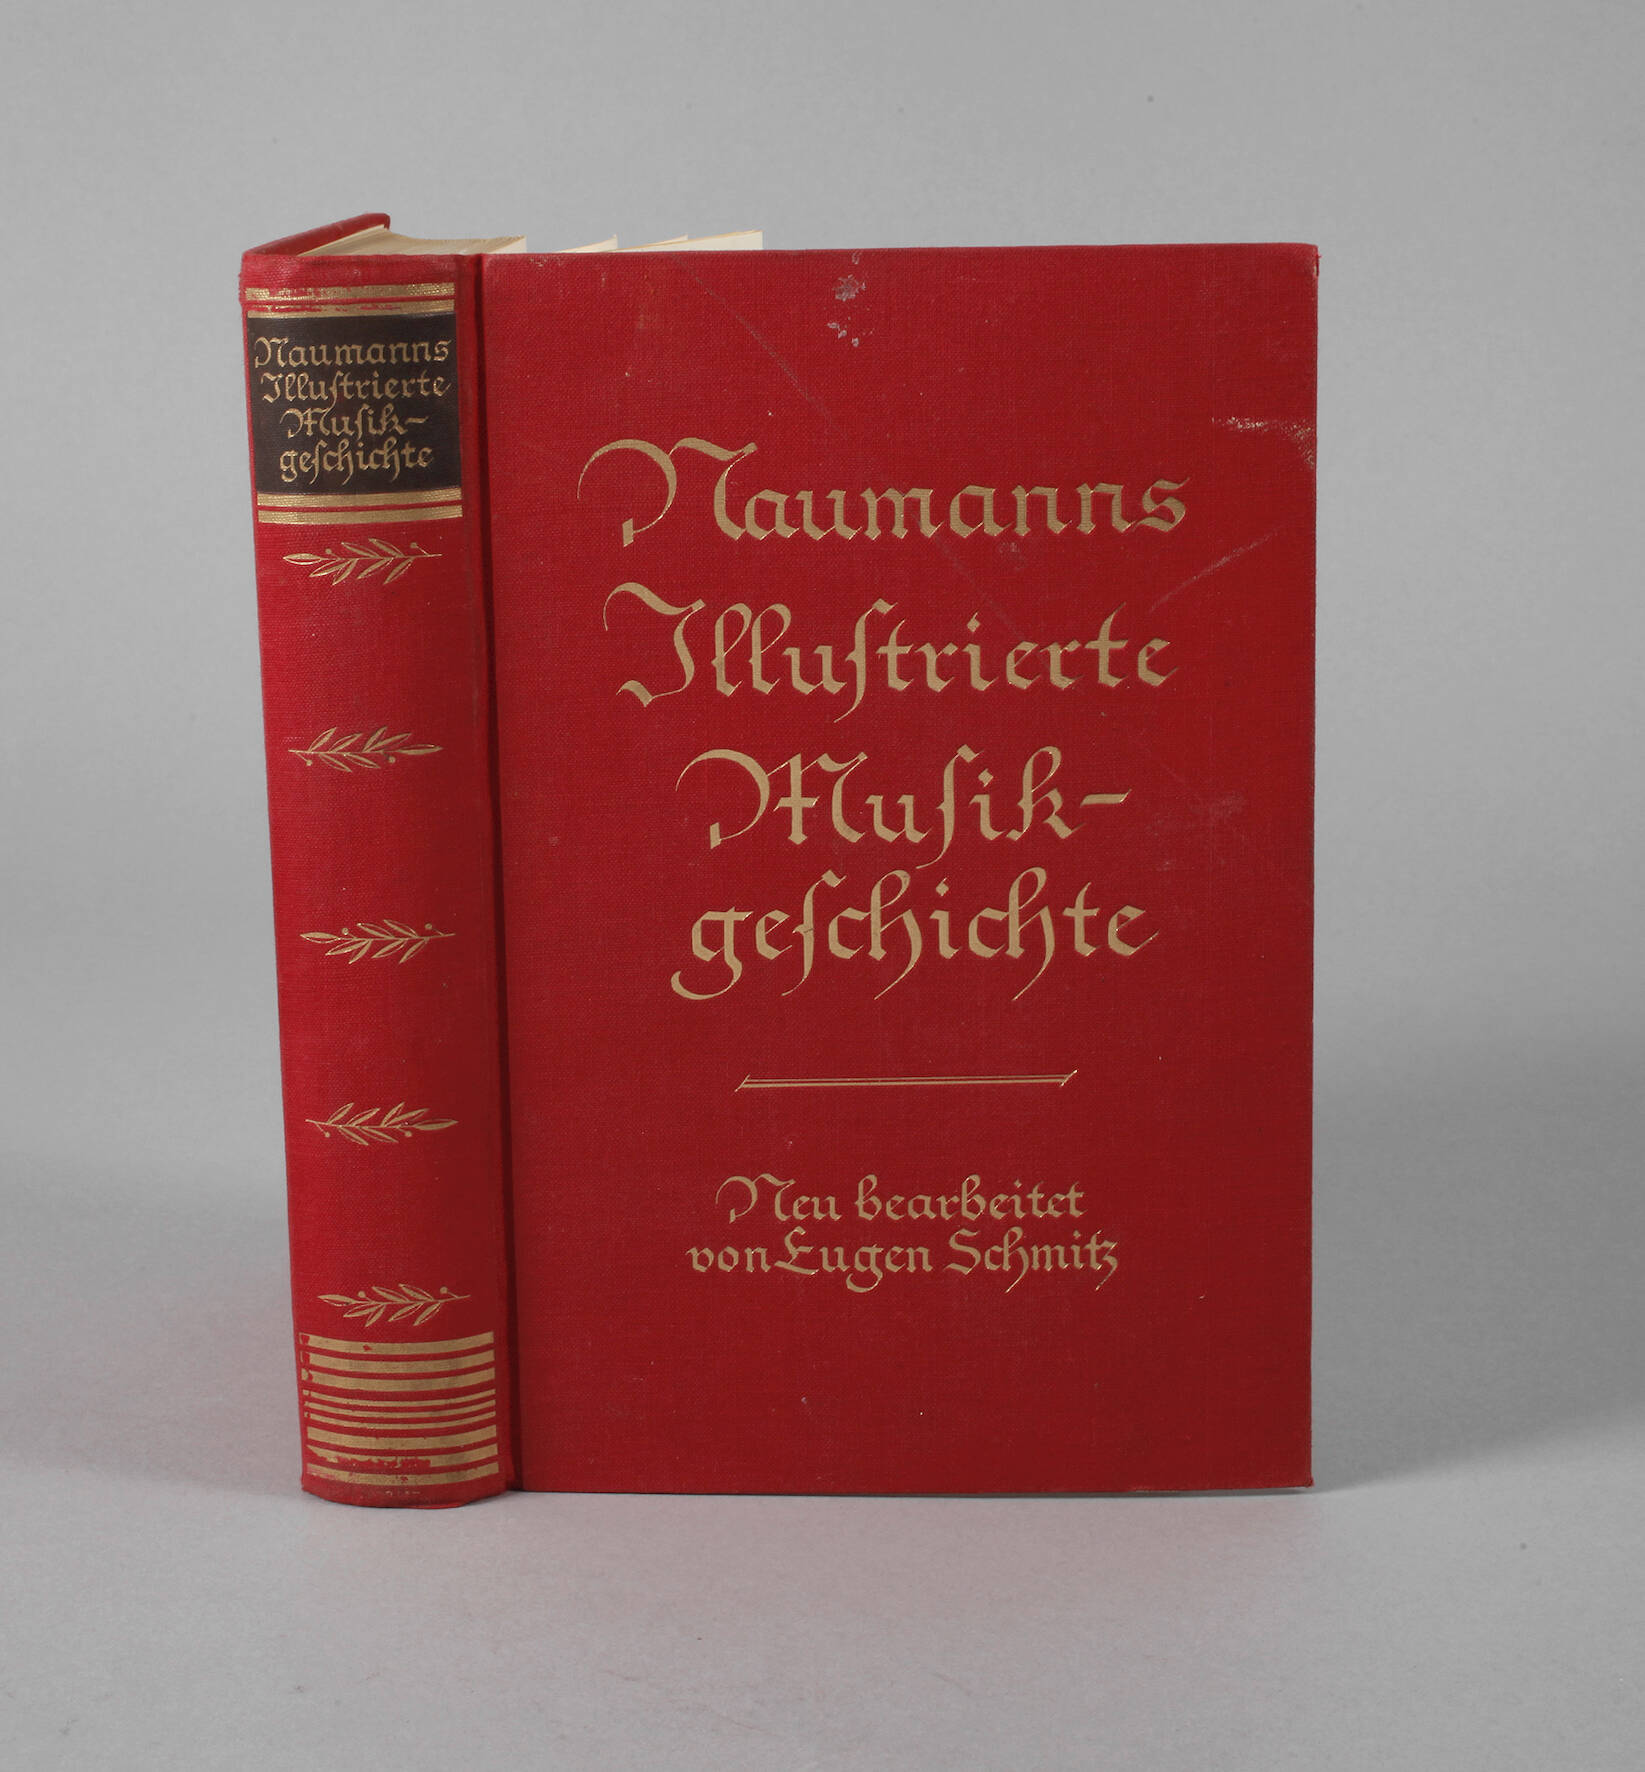 Naumanns
Illuſtrierte
Muſik-
geſchichte
Naumanns
Illuſtrierte
Muſik-
geſchichte
Neu bearbeitet
von Eugen Schmitz